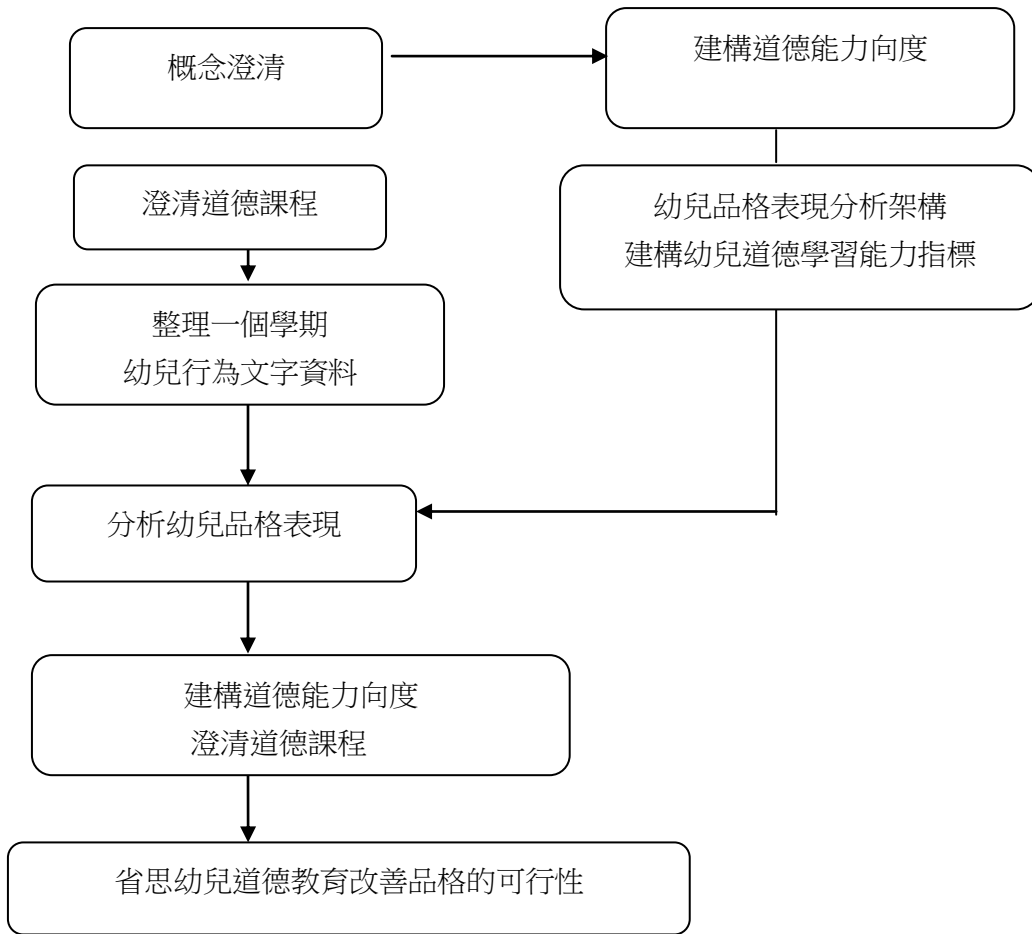 概念澄清
建構道德能力向度
澄清道德課程
幼兒品格表現分析架構
建構幼兒道德學習能力指標
整理一個學期
幼兒行為文字資料
分析幼兒品格表現
建構道德能力向度
澄清道德課程
省思幼兒道德教育改善品格的可行性